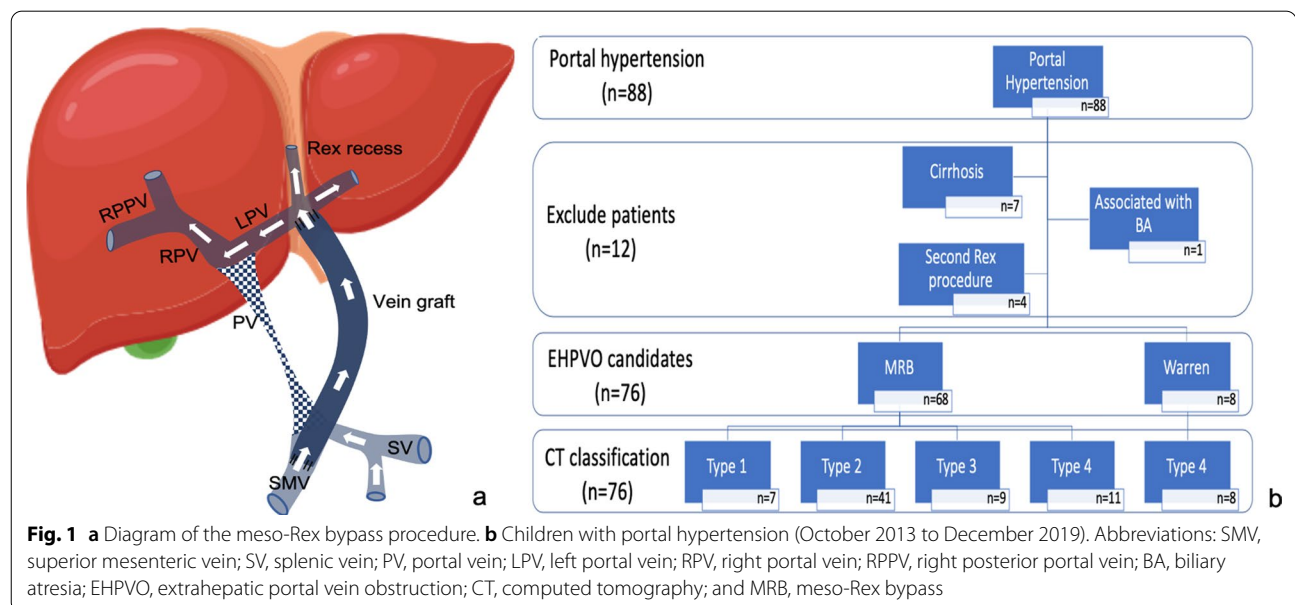 Rex recess
RPPV
LPV
RPV
Vein graft
PV
SV
SMV
a
Portal hypertension
(n=88)
Portal
Hypertension
n=88
Exclude patients
(n=12)
Cirrhosis
n=7
Associated with
BA
n=1
Second Rex
procedure
n=4
EHPVO candidates
(n=76)
MRB
n=68
Warren
n=8
CT classification
(n=76)
Type 1
n=7
Type 2
n=41
Type 3
n=9
Type 4
n=11
Type 4
n=8
b
Fig. 1 a Diagram of the meso-Rex bypass procedure. b Children with portal hypertension (October 2013 to December 2019). Abbreviations: SMV,
superior mesenteric vein; SV, splenic vein; PV, portal vein; LPV, left portal vein; RPV, right portal vein; RPPV, right posterior portal vein; BA, biliary
atresia; EHPVO, extrahepatic portal vein obstruction; CT, computed tomography; and MRB, meso-Rex bypass